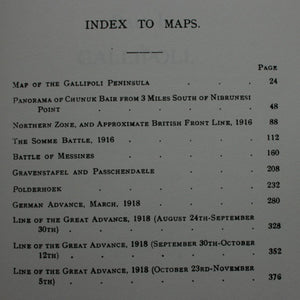 INDEX TO MAPS.
PAGE
MAP OF THE GALLIPOLI PENINSULA . . . . 24
PANORAMA OF CHUNUK BAIR FROM 3 MILES SOUTH OF NIBRUNESI
POINT . . . . . . . 48
NORTHERN ZONE, AND APPROXIMATE BRITISH FRONT LINE, 1916 . 88
THE SOMME BATTLE, 1916 . . . . . 112
BATTLE OF MESSINES . . . . . 160
GRAVENSTAFEL AND PASSCHENDAELE . . . . 208
POLDERHOEK . . . . . . 232
GERMAN ADVANCE, MARCH, 1918 . . . . 280
LINE OF THE GREAT ADVANCE, 1918 (AUGUST 24TH-SEPTEMBER
30TH) . . . . . . . 328
LINE OF THE GREAT ADVANCE, 1918 (SEPTEMBER 30TH-OCTOBER
12TH) . . . . . . . 352
LINE OF THE GREAT ADVANCE, 1918 (OCTOBER 23RD-NOVEMBER
5TH) . . . . . . . 376